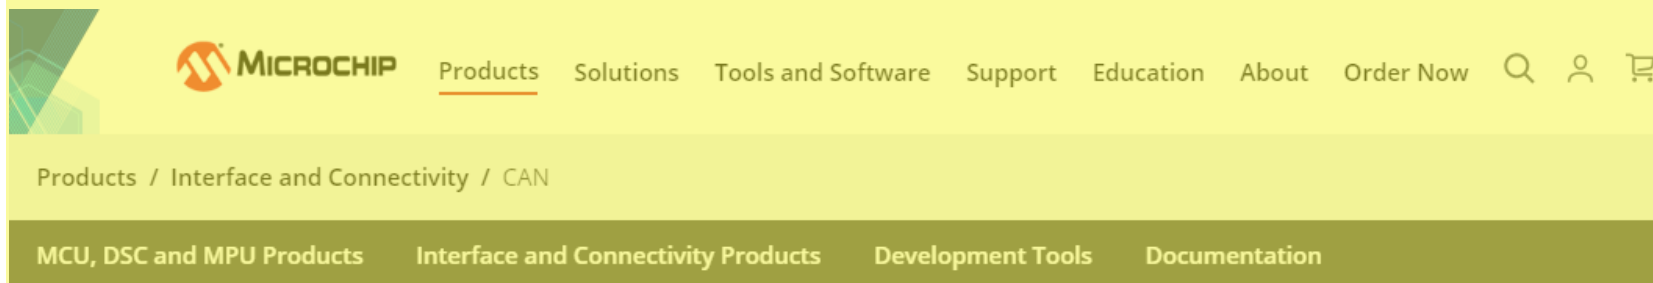 MICROCHIP Products Solutions Tools and Software Support Education About Order Now
Products / Interface and Connectivity / CAN
MCU, DSC and MPU Products Interface and Connectivity Products Development Tools Documentation